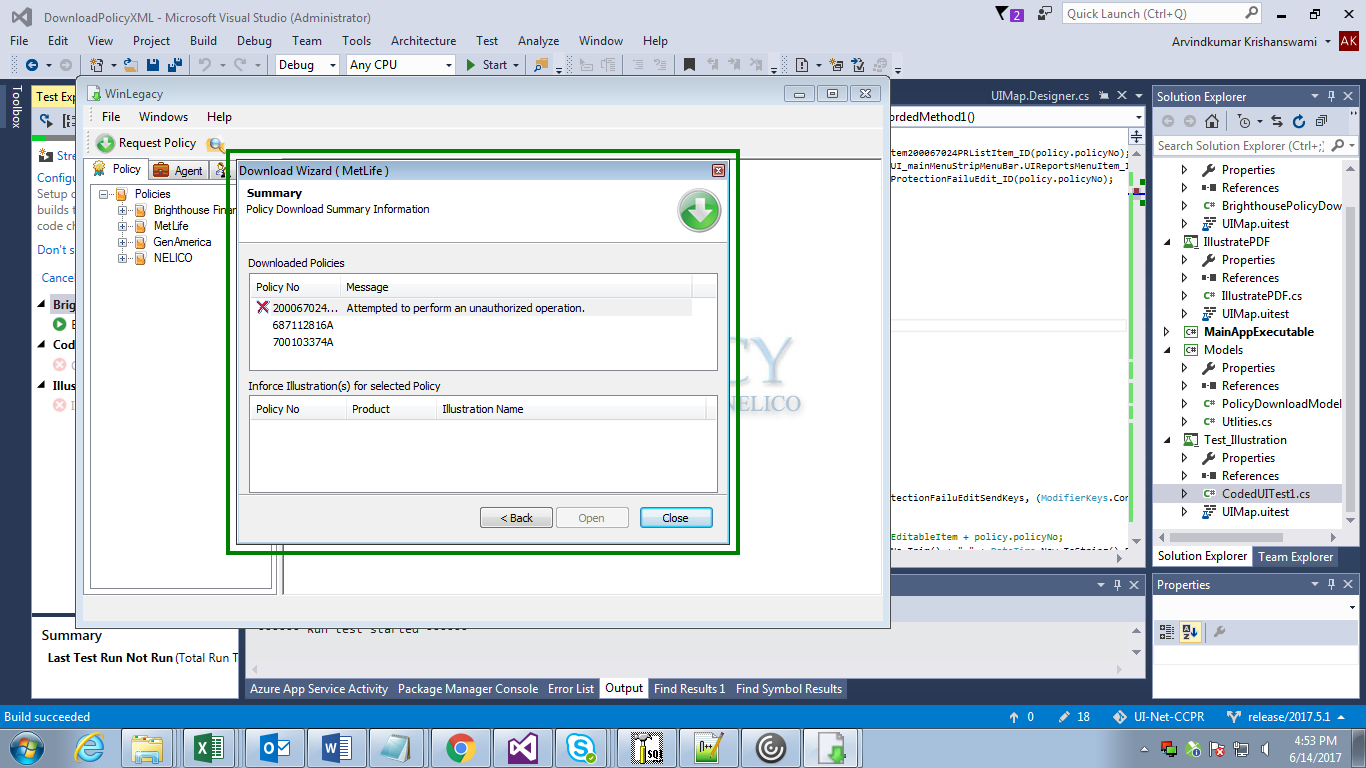 DownloadPolicyXML - Microsoft Visual Studio (Administrator)
2
Quick Launch (Ctrl+Q)
File Edit View Project Build Debug Team Tools Architecture Test Analyze Window Help
Arvindkumar Krishanswami AK
Debug Any CPU Start
Toolbox
Test Exp
Stre
Configu
Setup c
builds t
code ch
Don't s
Cance
Brig
Cod
Illus
Summary
Last Test Run Not Run (Total Run T
WinLegacy
File Windows Help
Request Policy
Policy Agent
Policies
Brighthouse Finan
MetLife
GenAmerica
NELICO
CY
NELICO
Download Wizard ( MetLife )
Summary
Policy Download Summary Information
Downloaded Policies
Policy No Message
200067024... Attempted to perform an unauthorized operation.
687112816A
700103374A
Inforce Illustration(s) for selected Policy
Policy No Product Illustration Name
< Back Open Close
UIMap.Designer.cs
ordedMethod1()
tem200067024PRListItem_ID(policy.policyNo);
UI_mainMenuStripMenuBar.UIReportsMenuItem.UI
ProtectionFailuEdit_ID(policy.policyNo);
tectionFailuEditSendKeys, (ModifierKeys.Con
EditableItem + policy.policyNo;
------ Run test started ------
Azure App Service Activity Package Manager Console Error List Output Find Results 1 Find Symbol Results
Solution Explorer
Search Solution Explorer (Ctrl+;)
Properties
References
BrighthousePolicyDow
UIMap.uitest
IllustratePDF
Properties
References
IllustratePDF.cs
UIMap.uitest
MainAppExecutable
Models
Properties
References
PolicyDownloadModel
Utlities.cs
Test_Illustration
Properties
References
CodedUITest1.cs
UIMap.uitest
Solution Explorer Team Explorer
Properties
Build succeeded 0 18 UI-Net-CCPR release/2017.5.1
4:53 PM
6/14/2017